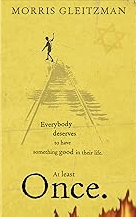 MORRIS GLEITZMAN
Everybody
deserves
to have
something good in their life.
At least
Once.